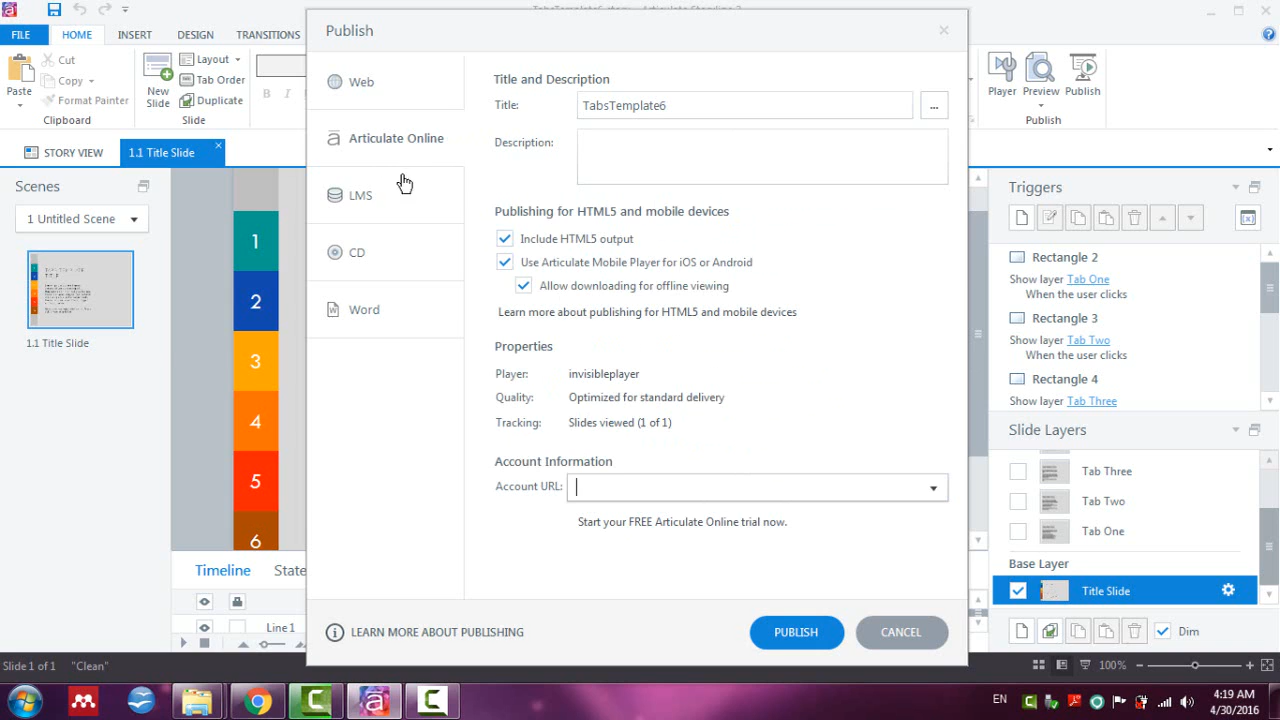 TabsTemplate6.story - Articulate Storyline 2
Publish
FILE
HOME
INSERT
DESIGN
TRANSITIONS
Paste
Cut
Copy
Format Painter
Clipboard
New
Slide
Layout
Tab Order
Duplicate
Slide
B I
Player
Preview
Publish
Publish
STORY VIEW
1.1 Title Slide
Scenes
1 Untitled Scene
1.1 Title Slide
1
2
3
4
5
6
Web
Articulate Online
LMS
CD
Word
Title and Description
Title: TabsTemplate6
...
Description:
Publishing for HTML5 and mobile devices
Include HTML5 output
Use Articulate Mobile Player for iOS or Android
Allow downloading for offline viewing
Learn more about publishing for HTML5 and mobile devices
Properties
Player: invisibleplayer
Quality: Optimized for standard delivery
Tracking: Slides viewed (1 of 1)
Account Information
Account URL:
Start your FREE Articulate Online trial now.
LEARN MORE ABOUT PUBLISHING
PUBLISH
CANCEL
Triggers
Rectangle 2
Show layer Tab One
When the user clicks
Rectangle 3
Show layer Tab Two
When the user clicks
Rectangle 4
Show layer Tab Three
Slide Layers
Tab Three
Tab Two
Tab One
Base Layer
Title Slide
Dim
Timeline
State
Line1
Slide 1 of 1
"Clean"
100%
EN
4:19 AM
4/30/2016